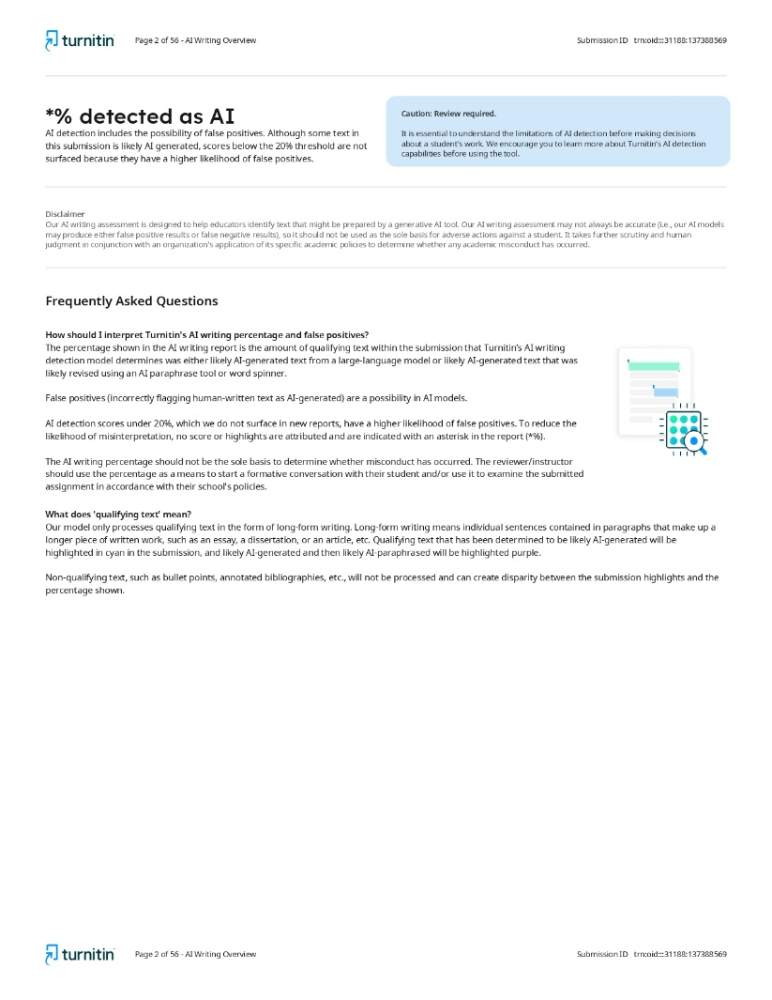 turnitin Page 2 of 56 - AI Writing Overview Submission ID trn:oid:::31188:137388569
*% detected as AI
AI detection includes the possibility of false positives. Although some text in
this submission is likely AI generated, scores below the 20% threshold are not
surfaced because they have a higher likelihood of false positives.
Caution: Review required.
It is essential to understand the limitations of AI detection before making decisions
about a student's work. We encourage you to learn more about Turnitin's AI detection
capabilities before using the tool.
Disclaimer
Our AI writing assessment is designed to help educators identify text that might be prepared by a generative AI tool. Our AI writing assessment may not always be accurate (i.e., our AI models
may produce either false positive results or false negative results), so it should not be used as the sole basis for adverse actions against a student. It takes further scrutiny and human
judgment in conjunction with an organization's application of its specific academic policies to determine whether any academic misconduct has occurred.
Frequently Asked Questions
How should I interpret Turnitin's AI writing percentage and false positives?
The percentage shown in the AI writing report is the amount of qualifying text within the submission that Turnitin's AI writing
detection model determines was either likely AI-generated text from a large-language model or likely AI-generated text that was
likely revised using an AI paraphrase tool or word spinner.
False positives (incorrectly flagging human-written text as AI-generated) are a possibility in AI models.
AI detection scores under 20%, which we do not surface in new reports, have a higher likelihood of false positives. To reduce the
likelihood of misinterpretation, no score or highlights are attributed and are indicated with an asterisk in the report (*%).
The AI writing percentage should not be the sole basis to determine whether misconduct has occurred. The reviewer/instructor
should use the percentage as a means to start a formative conversation with their student and/or use it to examine the submitted
assignment in accordance with their school's policies.
What does 'qualifying text' mean?
Our model only processes qualifying text in the form of long-form writing. Long-form writing means individual sentences contained in paragraphs that make up a
longer piece of written work, such as an essay, a dissertation, or an article, etc. Qualifying text that has been determined to be likely AI-generated will be
highlighted in cyan in the submission, and likely AI-generated and then likely AI-paraphrased will be highlighted purple.
Non-qualifying text, such as bullet points, annotated bibliographies, etc., will not be processed and can create disparity between the submission highlights and the
percentage shown.
turnitin Page 2 of 56 - AI Writing Overview Submission ID trn:oid:::31188:137388569